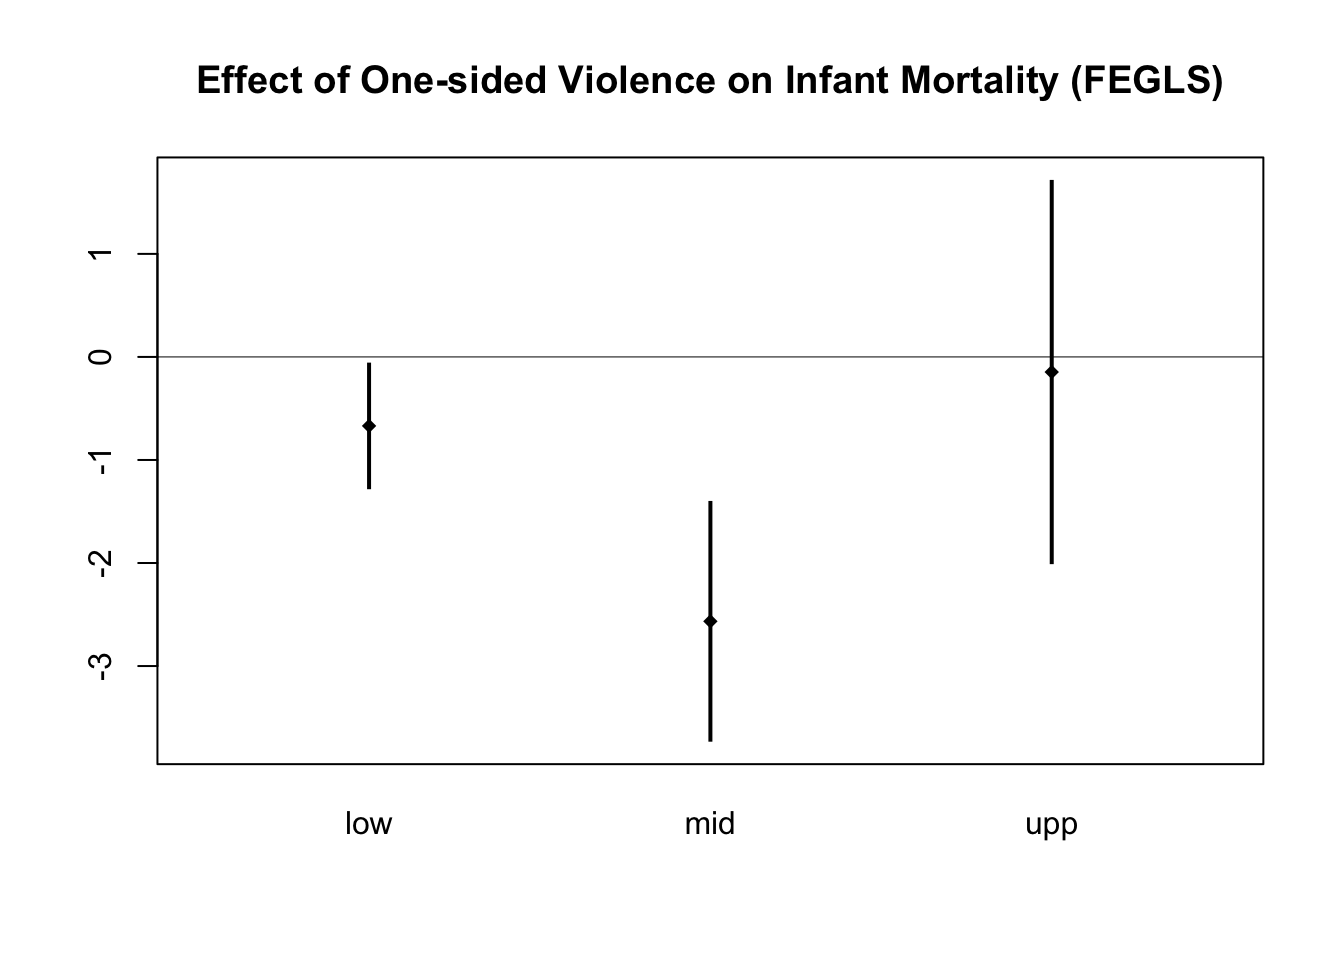 Effect of One-sided Violence on Infant Mortality (FEGLS)
1
0
-1
-2
-3
low mid upp